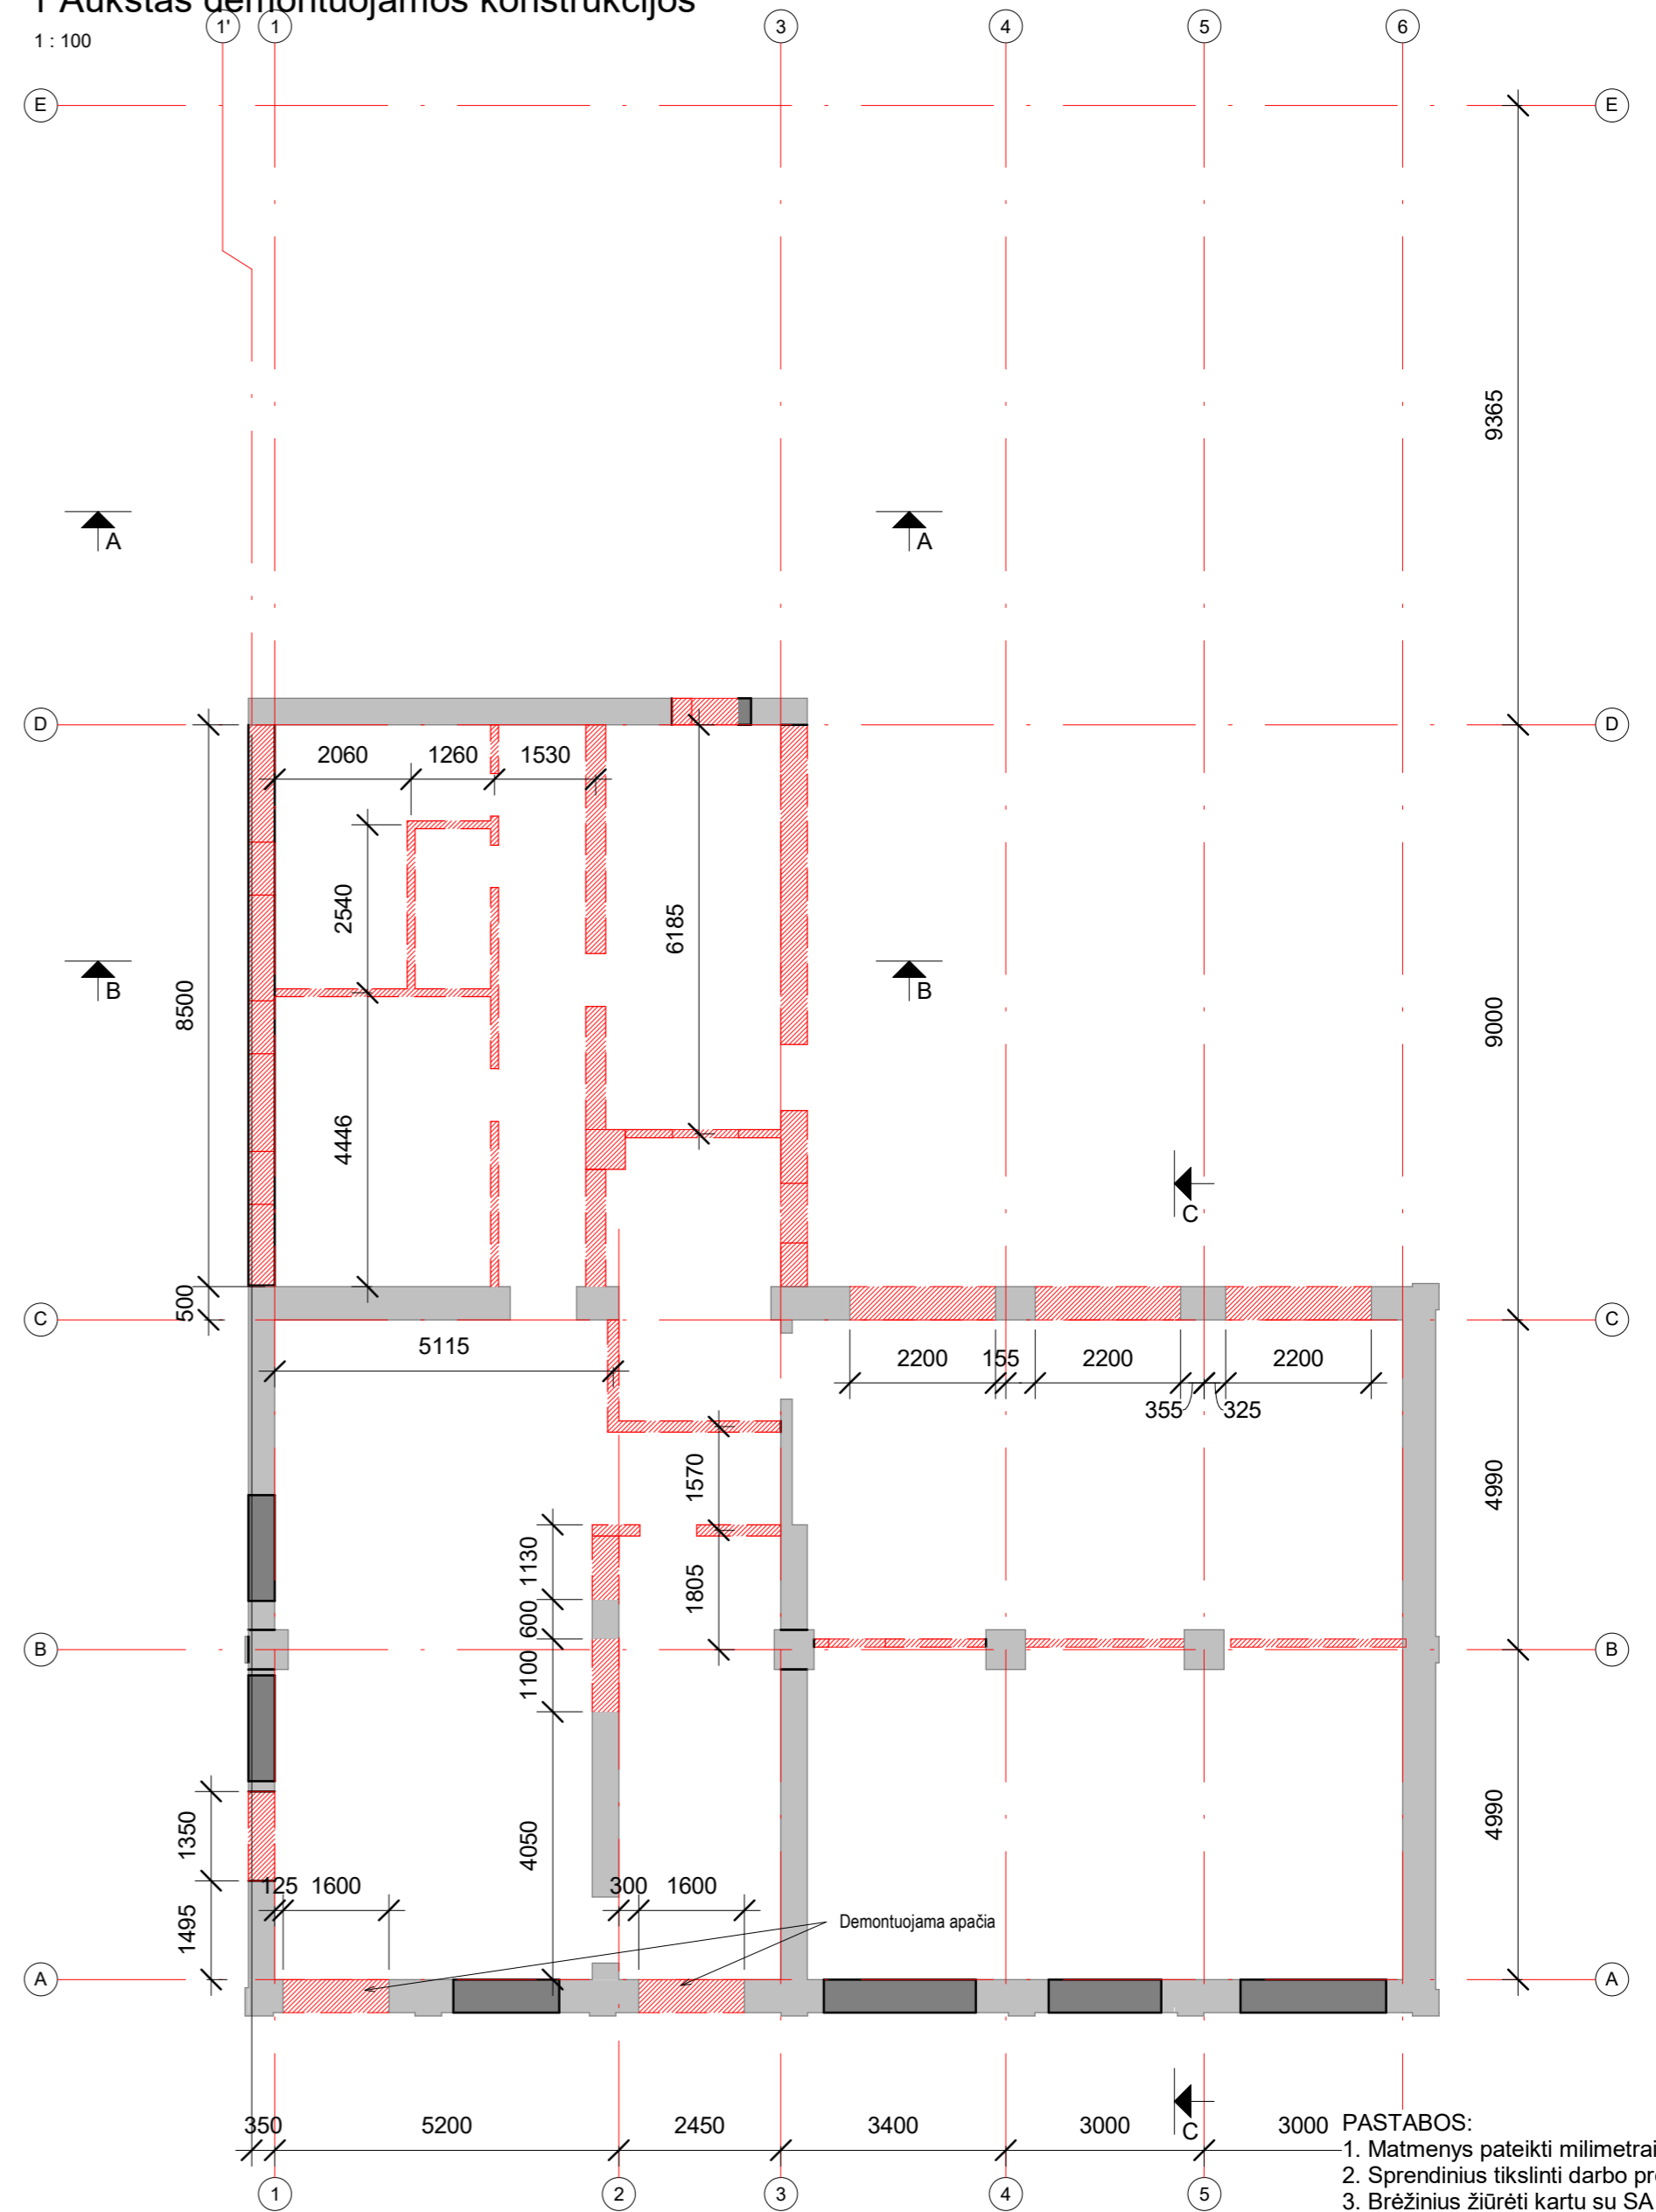 1 Aukštas demontuojamos konstrukcijos
1 : 100
1' 1 3 4 5 6
E E
9365
A A
D D
2060 1260 1530
2540
6185
B B
8500
9000
4446
C
500
C C
5115
2200 155 2200 2200
355 325
1570
4990
1130
1805
600
B B
1100
1350
4050
4990
125 1600 300 1600
1495
Demontuojama apačia
A A
350 5200 2450 3400 3000 3000
C
1 2 3 4 5
PASTABOS:
1. Matmenys pateikti
2. Sprendinius tikslinti darbo
3. Brėžinius žiūrėti kartu su SA